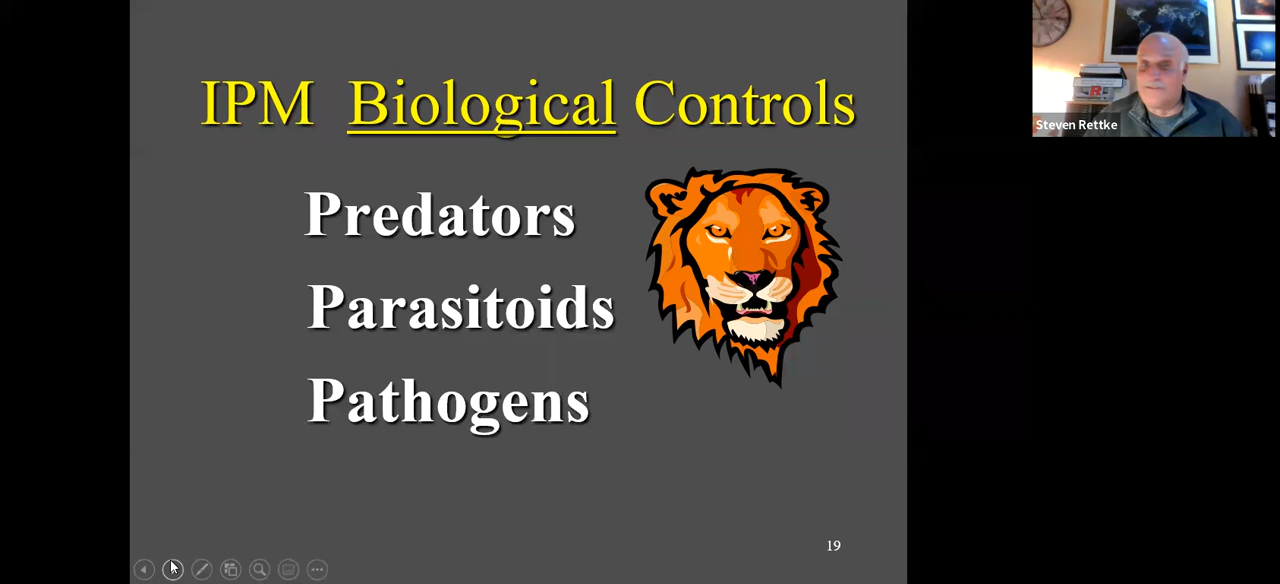 IPM Biological Controls
Predators
Parasitoids
Pathogens
19
Steven Rettke
R